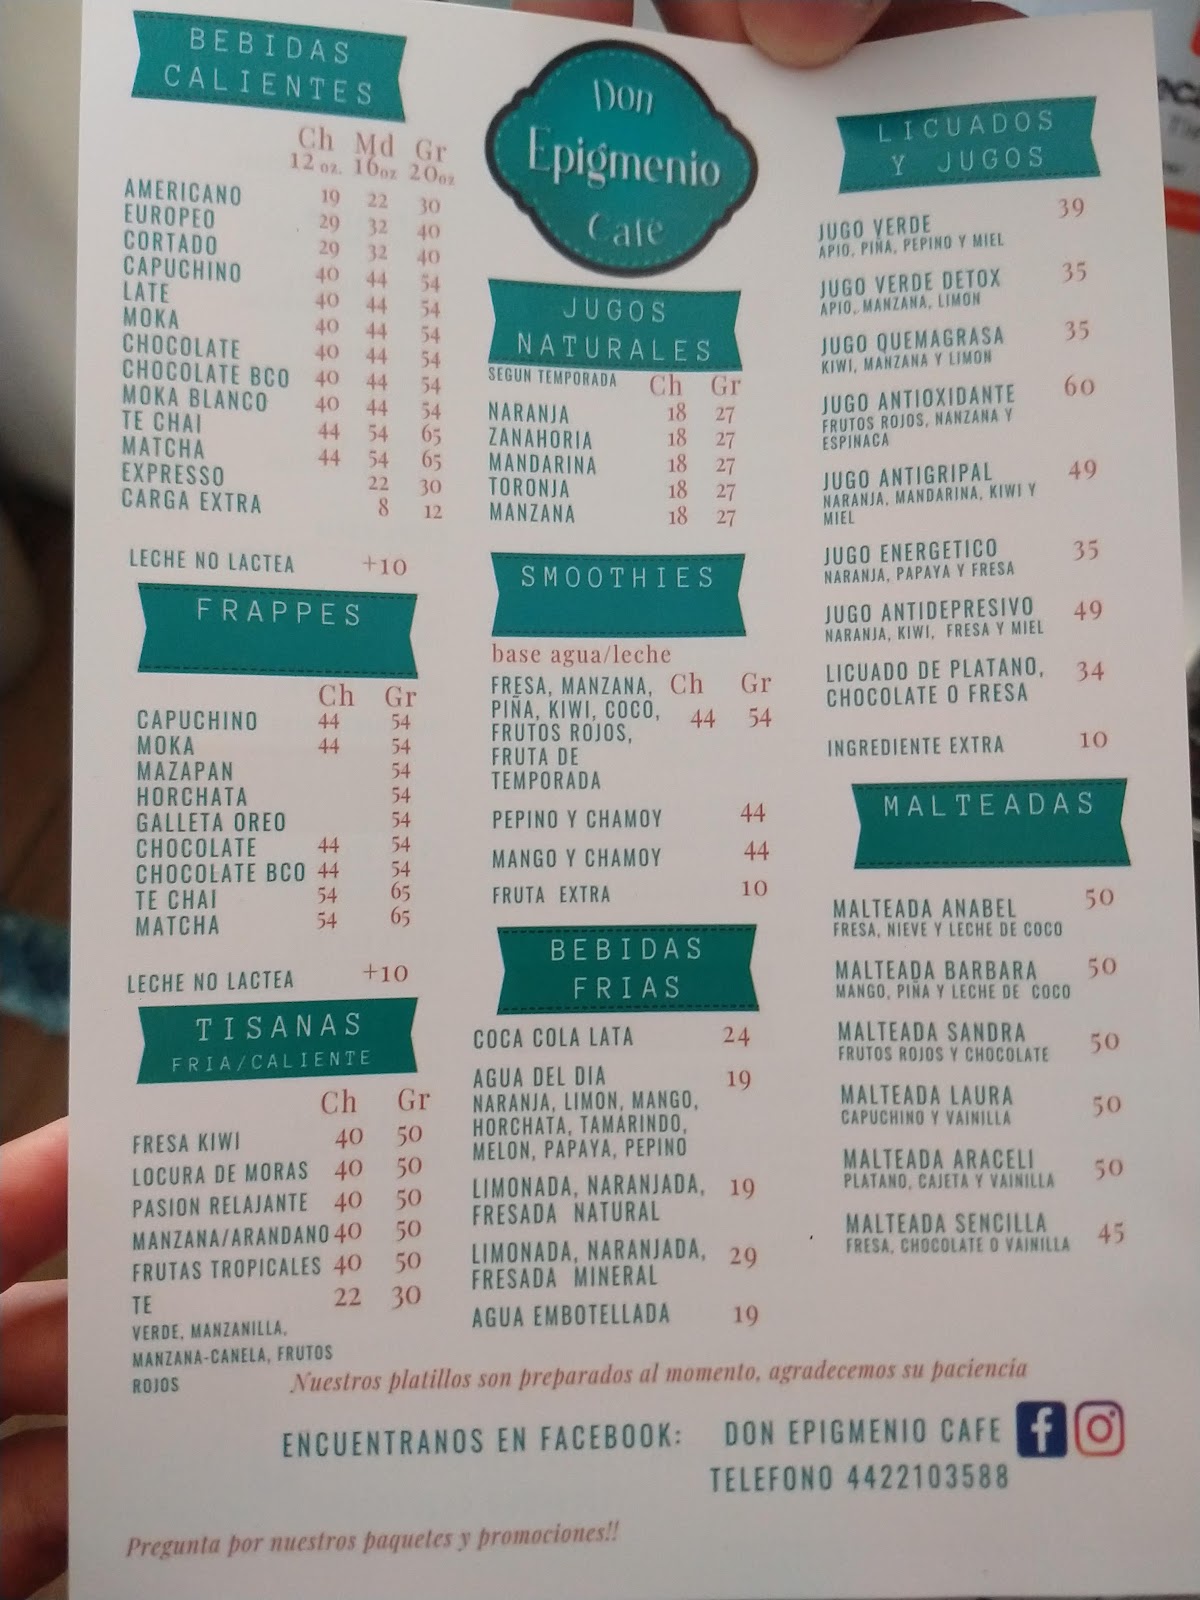 BEBIDAS
CALIENTES
Ch Md Gr
12 oz. 16oz 20oz
AMERICANO 19 22 30
EUROPEO 29 32 40
CORTADO 29 32 40
CAPUCHINO 40 44 54
LATE 40 44 54
MOKA 40 44 54
CHOCOLATE 40 44 54
CHOCOLATE BCO 40 44 54
MOKA BLANCO 40 44 54
TE CHAI 44 54 65
MATCHA 44 54 65
EXPRESSO 22 30
CARGA EXTRA 8 12
LECHE NO LACTEA +10
FRAPPES
Ch Gr
CAPUCHINO 44 54
MOKA 44 54
MAZAPAN 54
HORCHATA 54
GALLETA OREO 54
CHOCOLATE 44 54
CHOCOLATE BCO 44 54
TE CHAI 54 65
MATCHA 54 65
LECHE NO LACTEA +10
TISANAS
FRIA/CALIENTE
Ch Gr
FRESA KIWI 40 50
LOCURA DE MORAS 40 50
PASION RELAJANTE 40 50
MANZANA/ARANDANO 40 50
FRUTAS TROPICALES 40 50
TE 22 30
VERDE, MANZANILLA,
MANZANA-CANELA, FRUTOS
ROJOS
Don
Epigmenio
Café
JUGOS
NATURALES
SEGUN TEMPORADA Ch Gr
NARANJA 18 27
ZANAHORIA 18 27
MANDARINA 18 27
TORONJA 18 27
MANZANA 18 27
SMOOTHIES
base agua/leche
FRESA, MANZANA, Ch Gr
PIÑA, KIWI, COCO, 44 54
FRUTOS ROJOS,
FRUTA DE
TEMPORADA
PEPINO Y CHAMOY 44
MANGO Y CHAMOY 44
FRUTA EXTRA 10
BEBIDAS
FRIAS
COCA COLA LATA 24
AGUA DEL DIA 19
NARANJA, LIMON, MANGO,
HORCHATA, TAMARINDO,
MELON, PAPAYA, PEPINO
LIMONADA, NARANJADA, 19
FRESADA NATURAL
LIMONADA, NARANJADA, 29
FRESADA MINERAL
AGUA EMBOTELLADA 19
LICUADOS
Y JUGOS
JUGO VERDE 39
APIO, PIÑA, PEPINO Y MIEL
JUGO VERDE DETOX 35
APIO, MANZANA, LIMON
JUGO QUEMAGRASA 35
KIWI, MANZANA Y LIMON
JUGO ANTIOXIDANTE 60
FRUTOS ROJOS, NANZANA Y
ESPINACA
JUGO ANTIGRIPAL 49
NARANJA, MANDARINA, KIWI Y
MIEL
JUGO ENERGETICO 35
NARANJA, PAPAYA Y FRESA
JUGO ANTIDEPRESIVO 49
NARANJA, KIWI, FRESA Y MIEL
LICUADO DE PLATANO, 34
CHOCOLATE O FRESA
INGREDIENTE EXTRA 10
MALTEADAS
MALTEADA ANABEL 50
FRESA, NIEVE Y LECHE DE COCO
MALTEADA BARBARA 50
MANGO, PIÑA Y LECHE DE COCO
MALTEADA SANDRA 50
FRUTOS ROJOS Y CHOCOLATE
MALTEADA LAURA 50
CAPUCHINO Y VAINILLA
MALTEADA ARACELI 50
PLATANO, CAJETA Y VAINILLA
MALTEADA SENCILLA 45
FRESA, CHOCOLATE O VAINILLA
Nuestros platillos son preparados al momento, agradecemos su paciencia
ENCUENTRANOS EN FACEBOOK: DON EPIGMENIO CAFE
TELEFONO 4422103588
Pregunta por nuestros paquetes y promociones!!